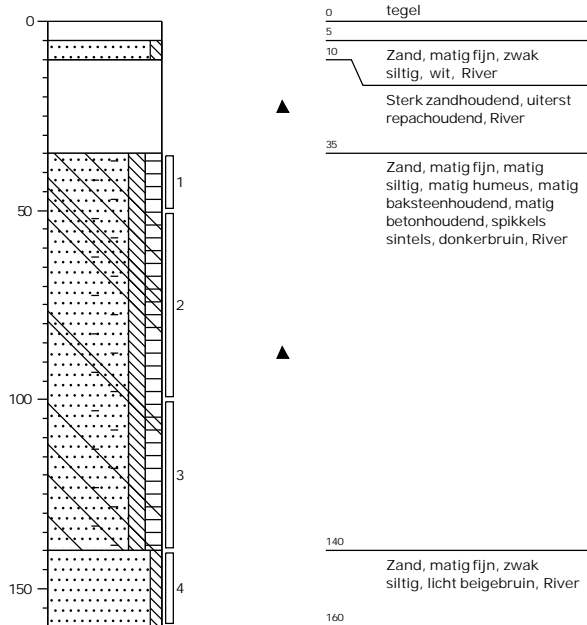 0
50
100
150
1
2
3
4
0
tegel
5
10
Zand, matig fijn, zwak
siltig, wit, River
Sterk zandhoudend, uiterst
repachoudend, River
35
Zand, matig fijn, matig
siltig, matig humeus, matig
baksteenhoudend, matig
betonhoudend, spikkels
sintels, donkerbruin, River
140
Zand, matig fijn, zwak
siltig, licht beigebruin, River
160